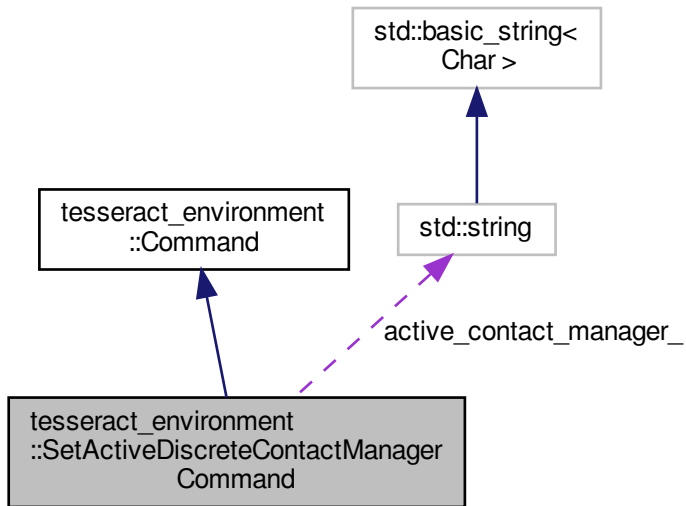 std::basic_string<
Char >
tesseract_environment
::Command
std::string
active_contact_manager_
tesseract_environment
::SetActiveDiscreteContactManager
Command